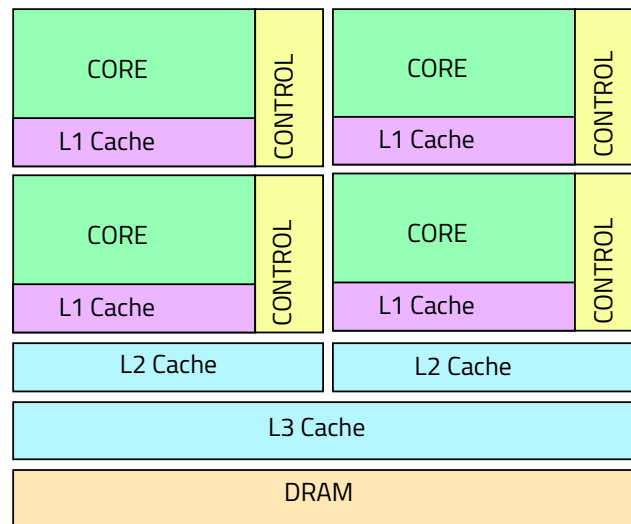 CORE
CONTROL
L1 Cache
CORE
CONTROL
L1 Cache
CORE
CONTROL
L1 Cache
CORE
CONTROL
L1 Cache
L2 Cache
L2 Cache
L3 Cache
DRAM